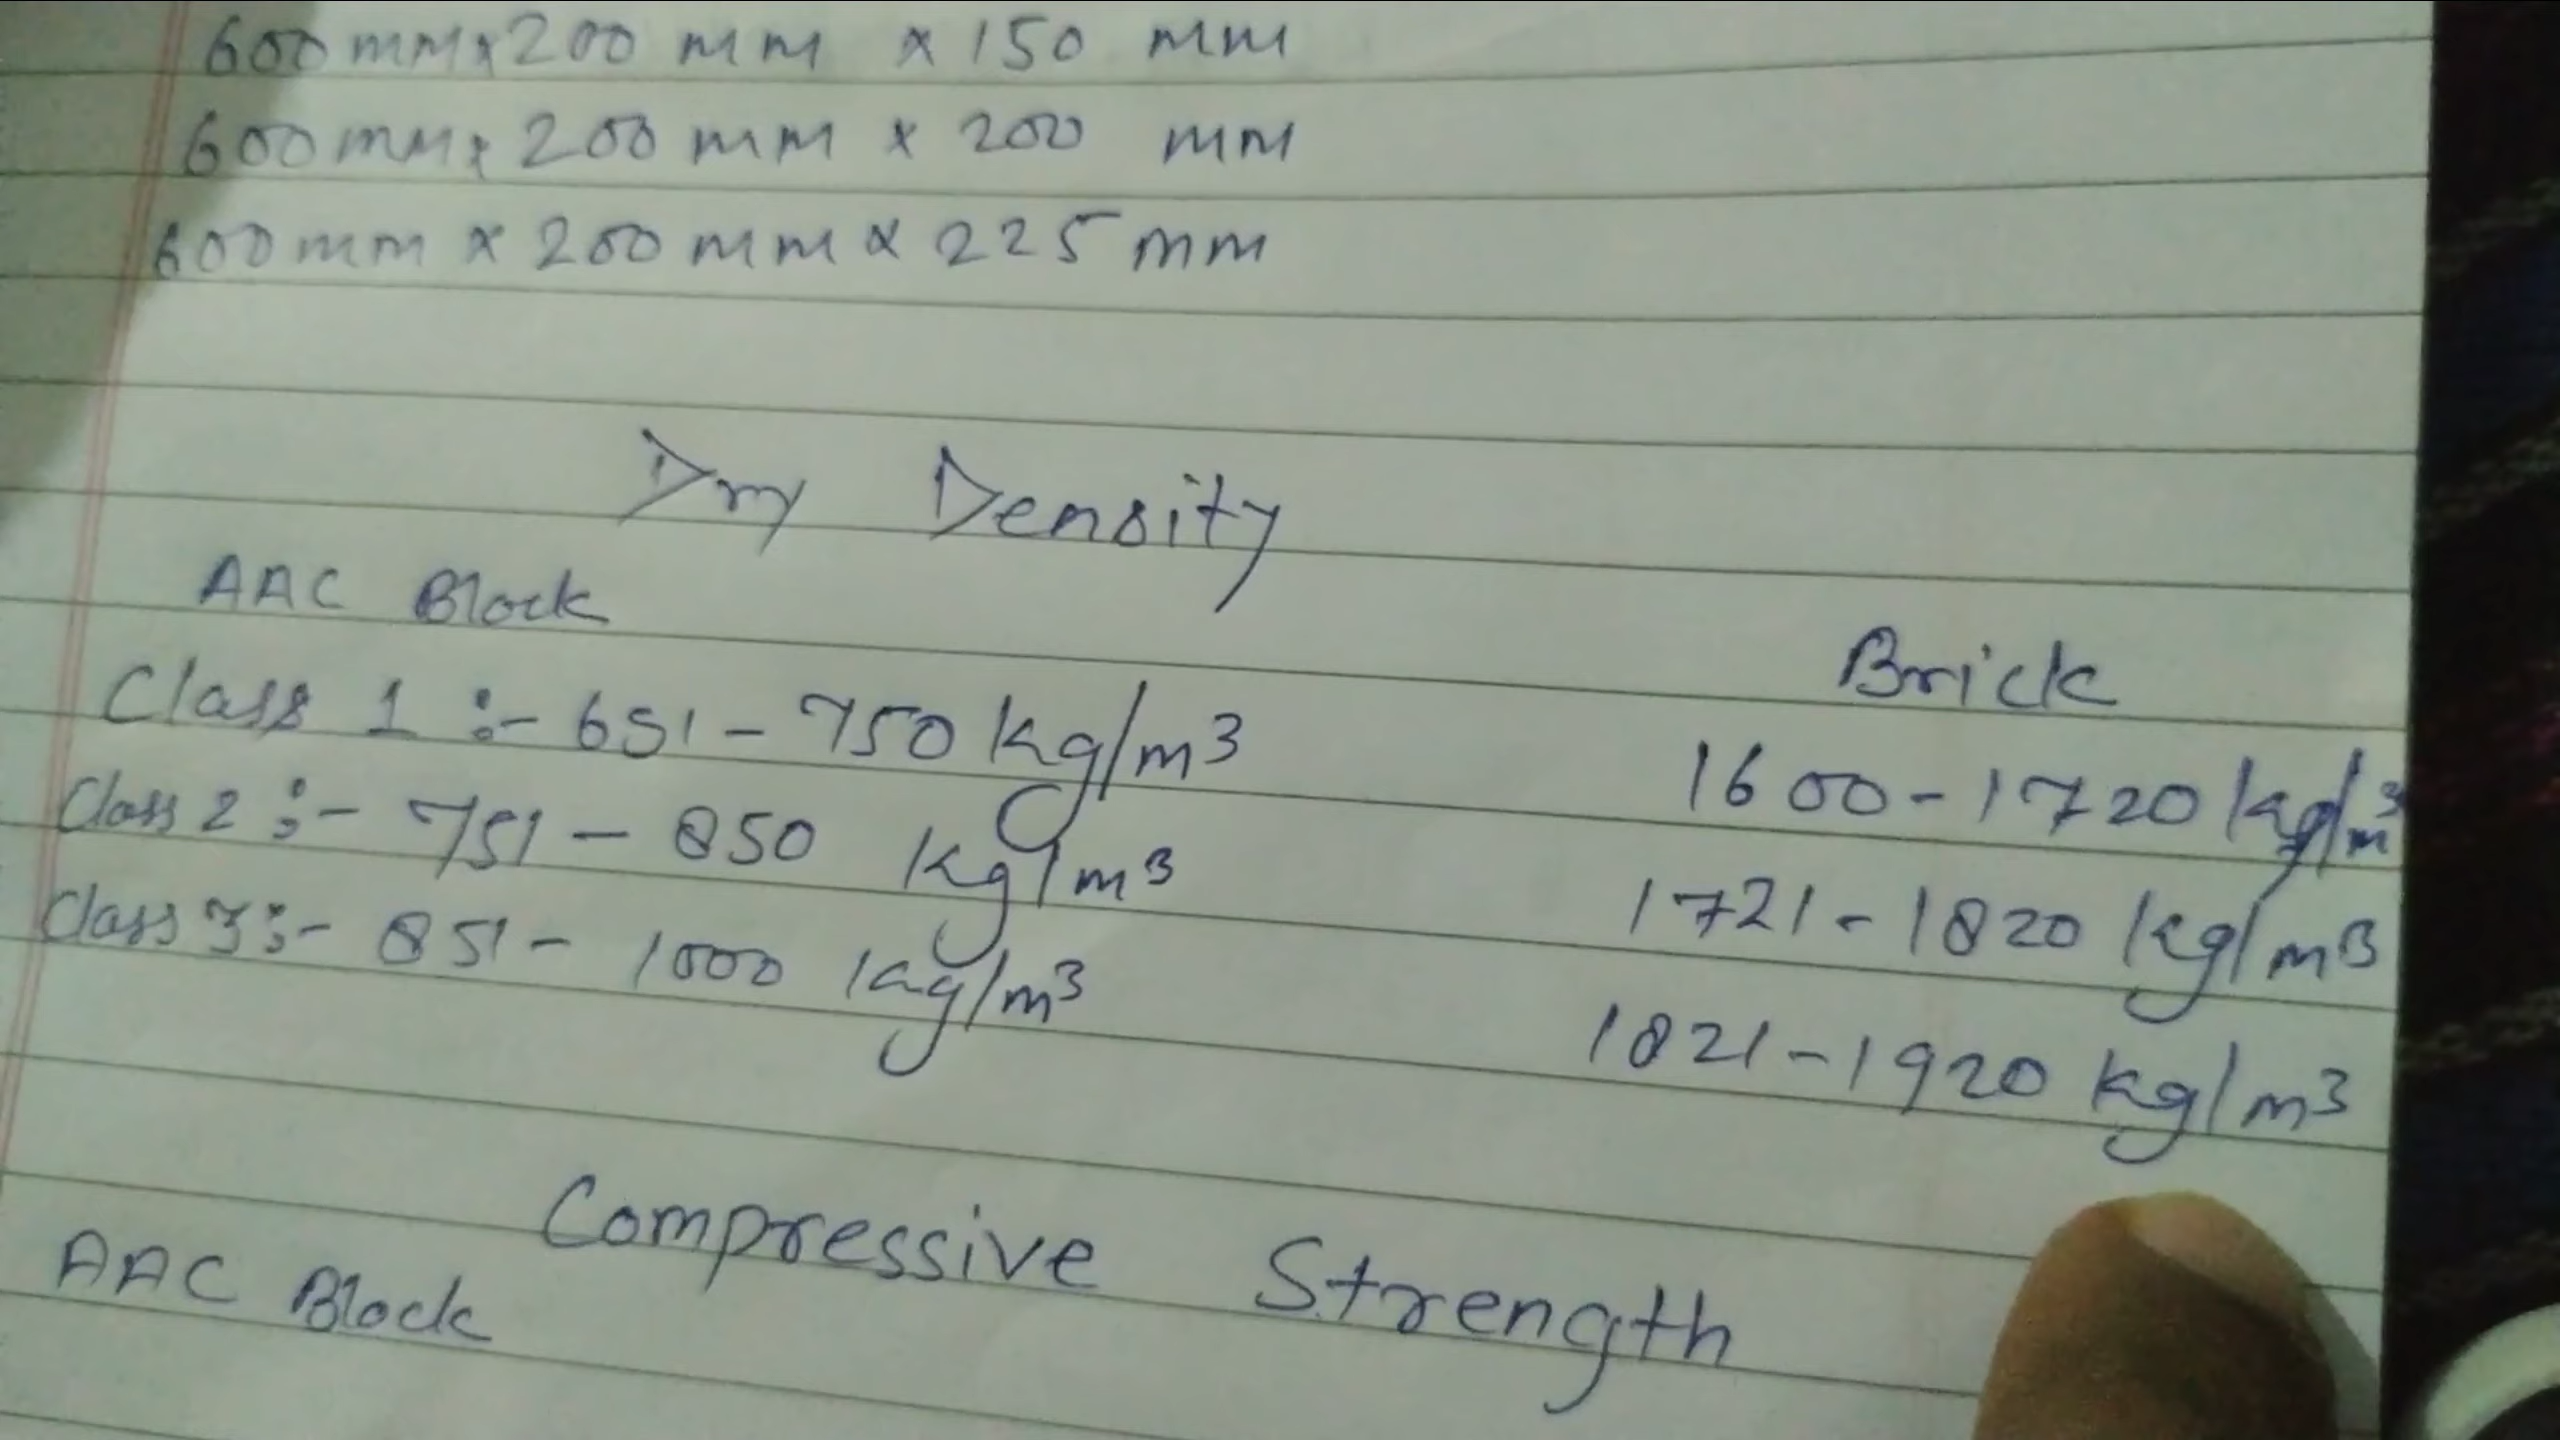 600 mm x 200 mm x 150 mm
600 mm x 200 mm x 200 mm
600 mm x 200 mm x 225 mm
Dry Density
AAC Block
Brick
Class 1 :- 651 - 750 kg/m3
1600 - 1720 kg/m3
Class 2 :- 751 - 850 kg/m3
1721 - 1820 kg/m3
Class 3 :- 851 - 1000 kg/m3
1821 - 1920 kg/m3
Compressive Strength
AAC Block